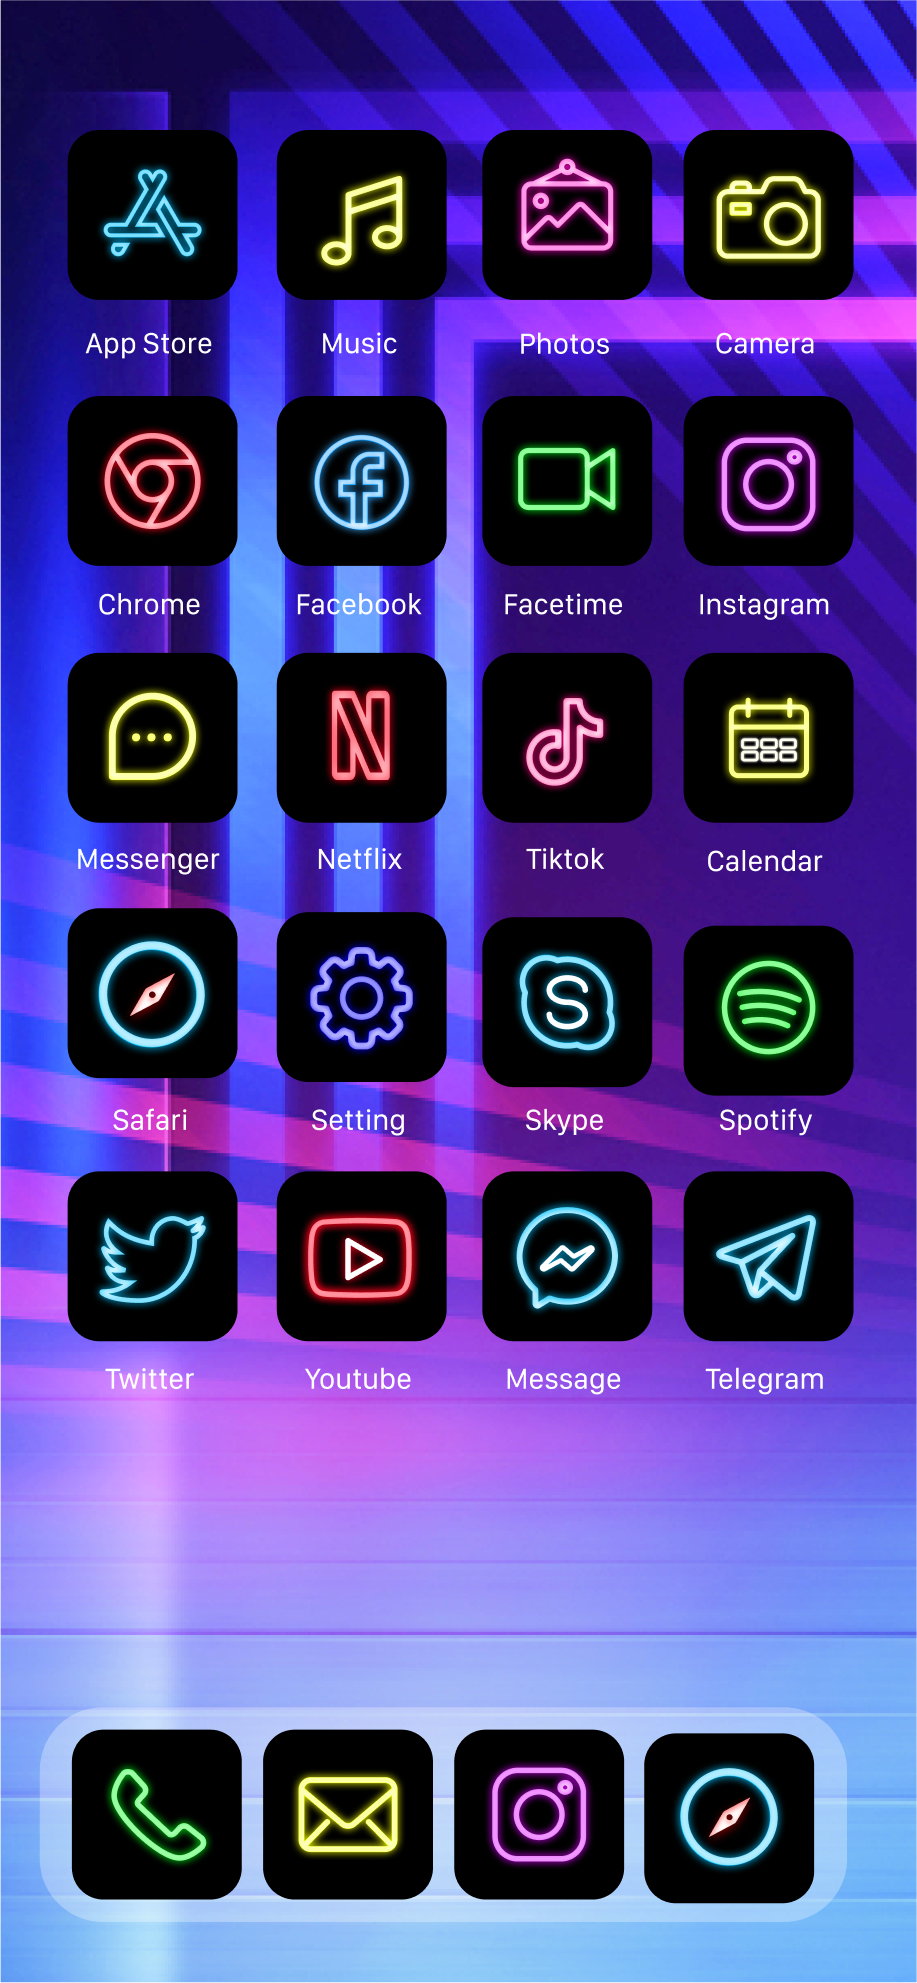 App Store Music Photos Camera
Chrome Facebook Facetime Instagram
Messenger Netflix Tiktok Calendar
Safari Setting Skype Spotify
Twitter Youtube Message Telegram